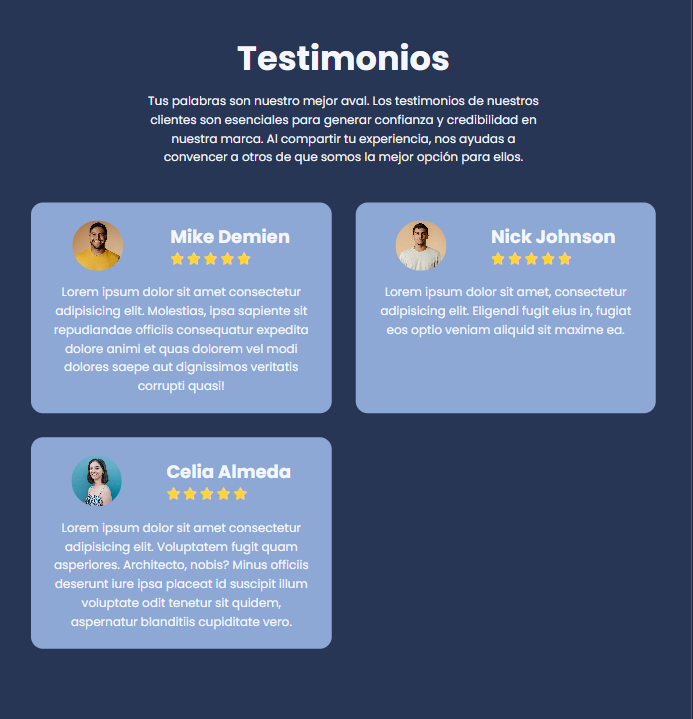 Testimonios
Tus palabras son nuestro mejor aval. Los testimonios de nuestros
clientes son esenciales para generar confianza y credibilidad en
nuestra marca. Al compartir tu experiencia, nos ayudas a
convencer a otros de que somos la mejor opción para ellos.
Mike Demien
Lorem ipsum dolor sit amet consectetur
adipisicing elit. Molestias, ipsa sapiente sit
repudiandae officiis consequatur expedita
dolore animi et quas dolorem vel modi
dolores saepe aut dignissimos veritatis
corrupti quasi!
Nick Johnson
Lorem ipsum dolor sit amet, consectetur
adipisicing elit. Eligendi fugit eius in, fugiat
eos optio veniam aliquid sit maxime ea.
Celia Almeda
Lorem ipsum dolor sit amet consectetur
adipisicing elit. Voluptatem fugit quam
asperiores. Architecto, nobis? Minus officiis
deserunt iure ipsa placeat id suscipit illum
voluptate odit tenetur sit quidem,
aspernatur blanditiis cupiditate vero.